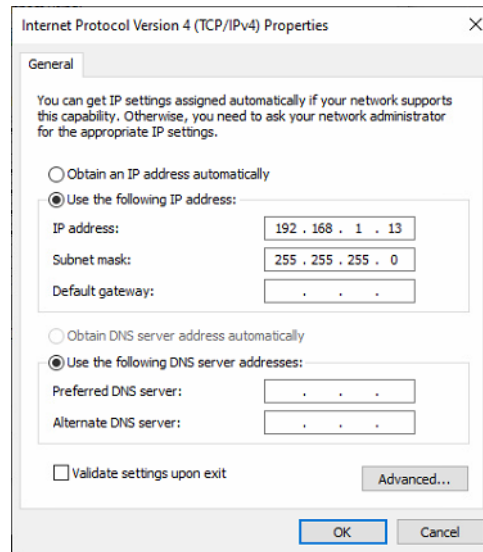 Internet Protocol Version 4 (TCP/IPv4) Properties
General
You can get IP settings assigned automatically if your network supports
this capability. Otherwise, you need to ask your network administrator
for the appropriate IP settings.
Obtain an IP address automatically
Use the following IP address:
IP address: 192 . 168 . 1 . 13
Subnet mask: 255 . 255 . 255 . 0
Default gateway: . . .
Obtain DNS server address automatically
Use the following DNS server addresses:
Preferred DNS server: . . .
Alternate DNS server: . . .
Validate settings upon exit
Advanced...
OK Cancel